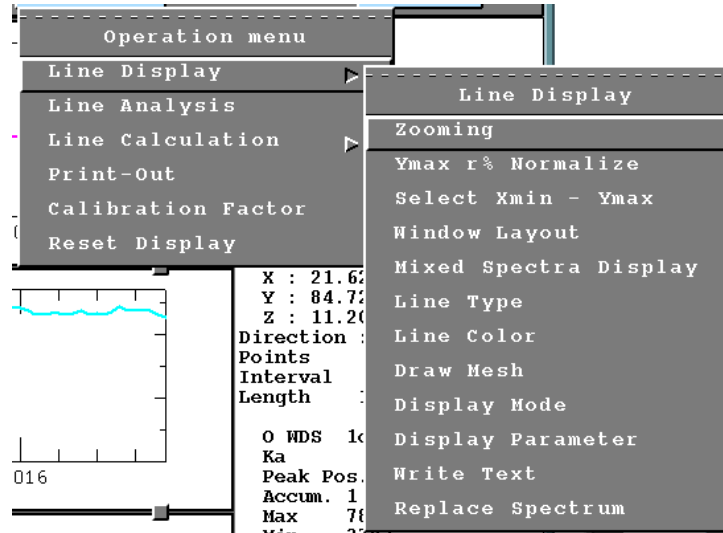 Operation menu
Line Display
Line Analysis
Line Calculation
Print-Out
Calibration Factor
Reset Display
Line Display
Zooming
Ymax r% Normalize
Select Xmin - Ymax
Window Layout
Mixed Spectra Display
Line Type
Line Color
Draw Mesh
Display Mode
Display Parameter
Write Text
Replace Spectrum
X : 21.62
Y : 84.72
Z : 11.20
Direction :
Points
Interval
Length
O WDS
Ka
Peak Pos.
Accum. 1
Max 78
016